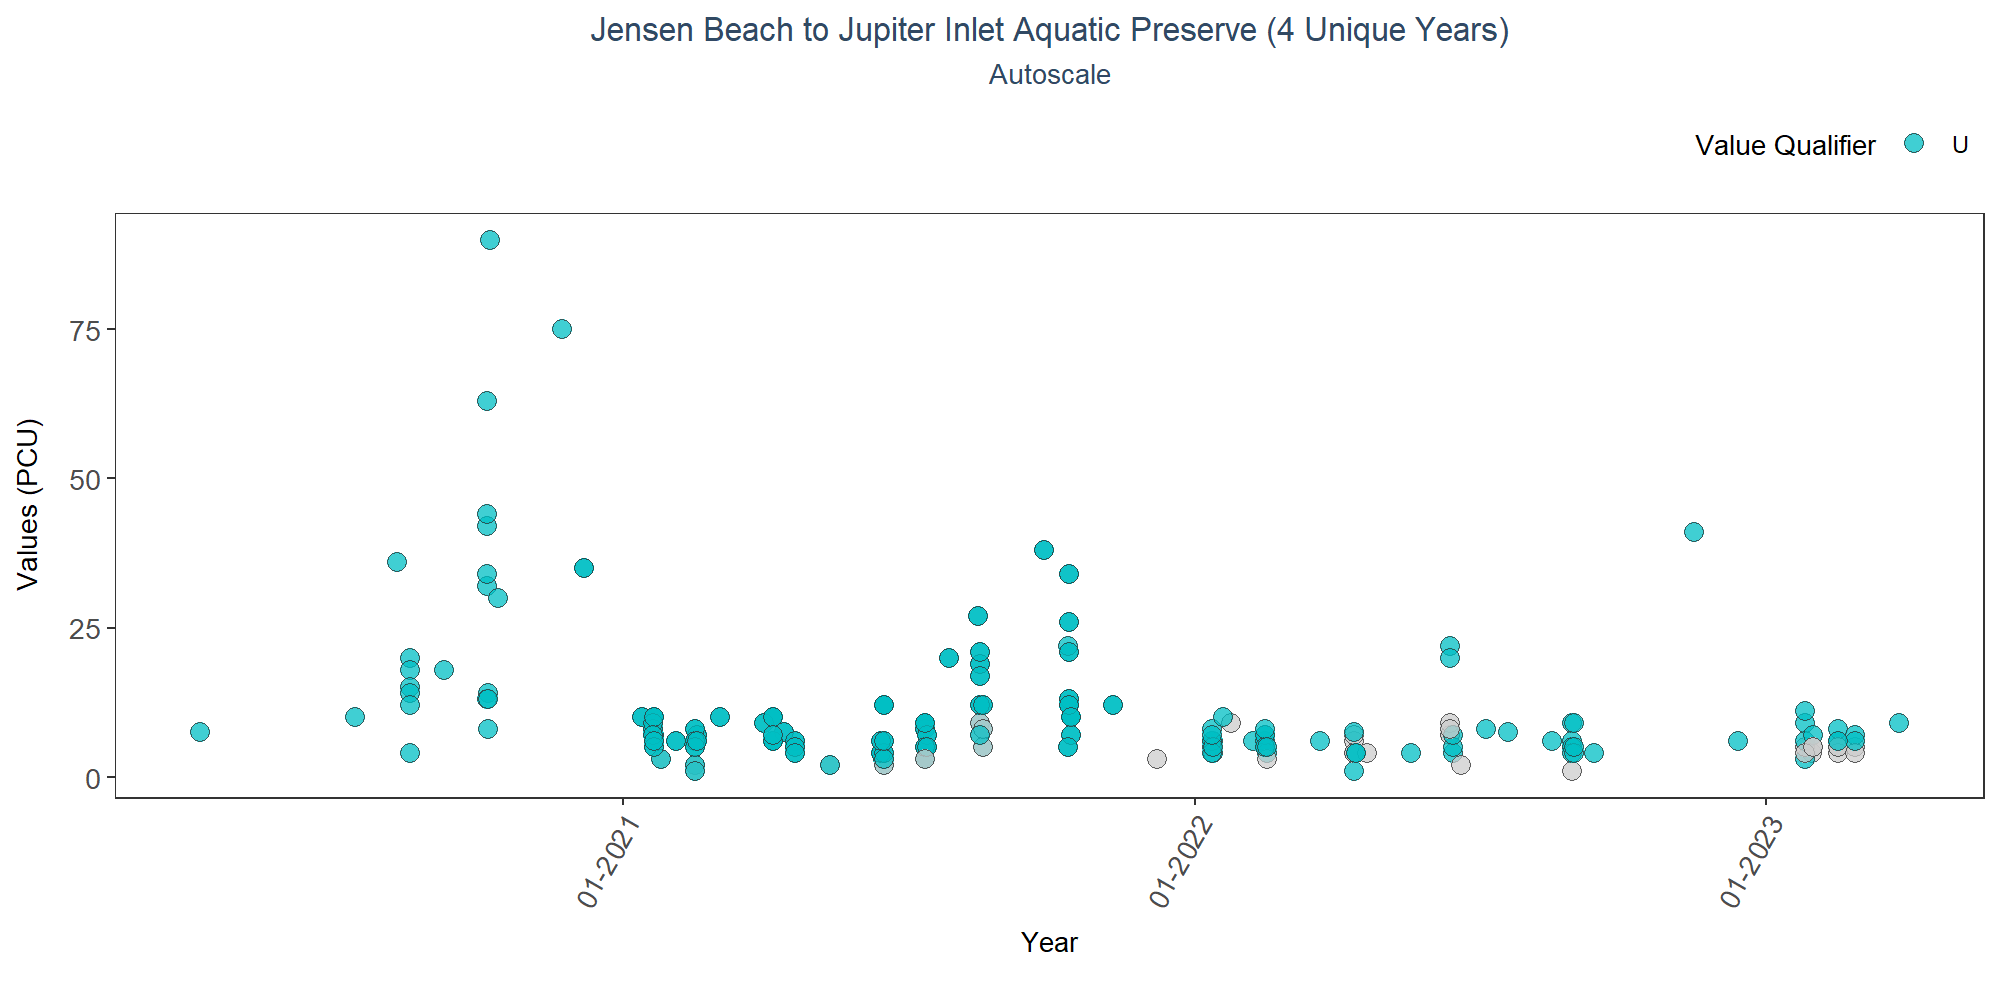 Jensen Beach to Jupiter Inlet Aquatic Preserve (4 Unique Years)
Autoscale
Value Qualifier U
Values (PCU)
75
50
25
0
01-2021
01-2022
01-2023
Year